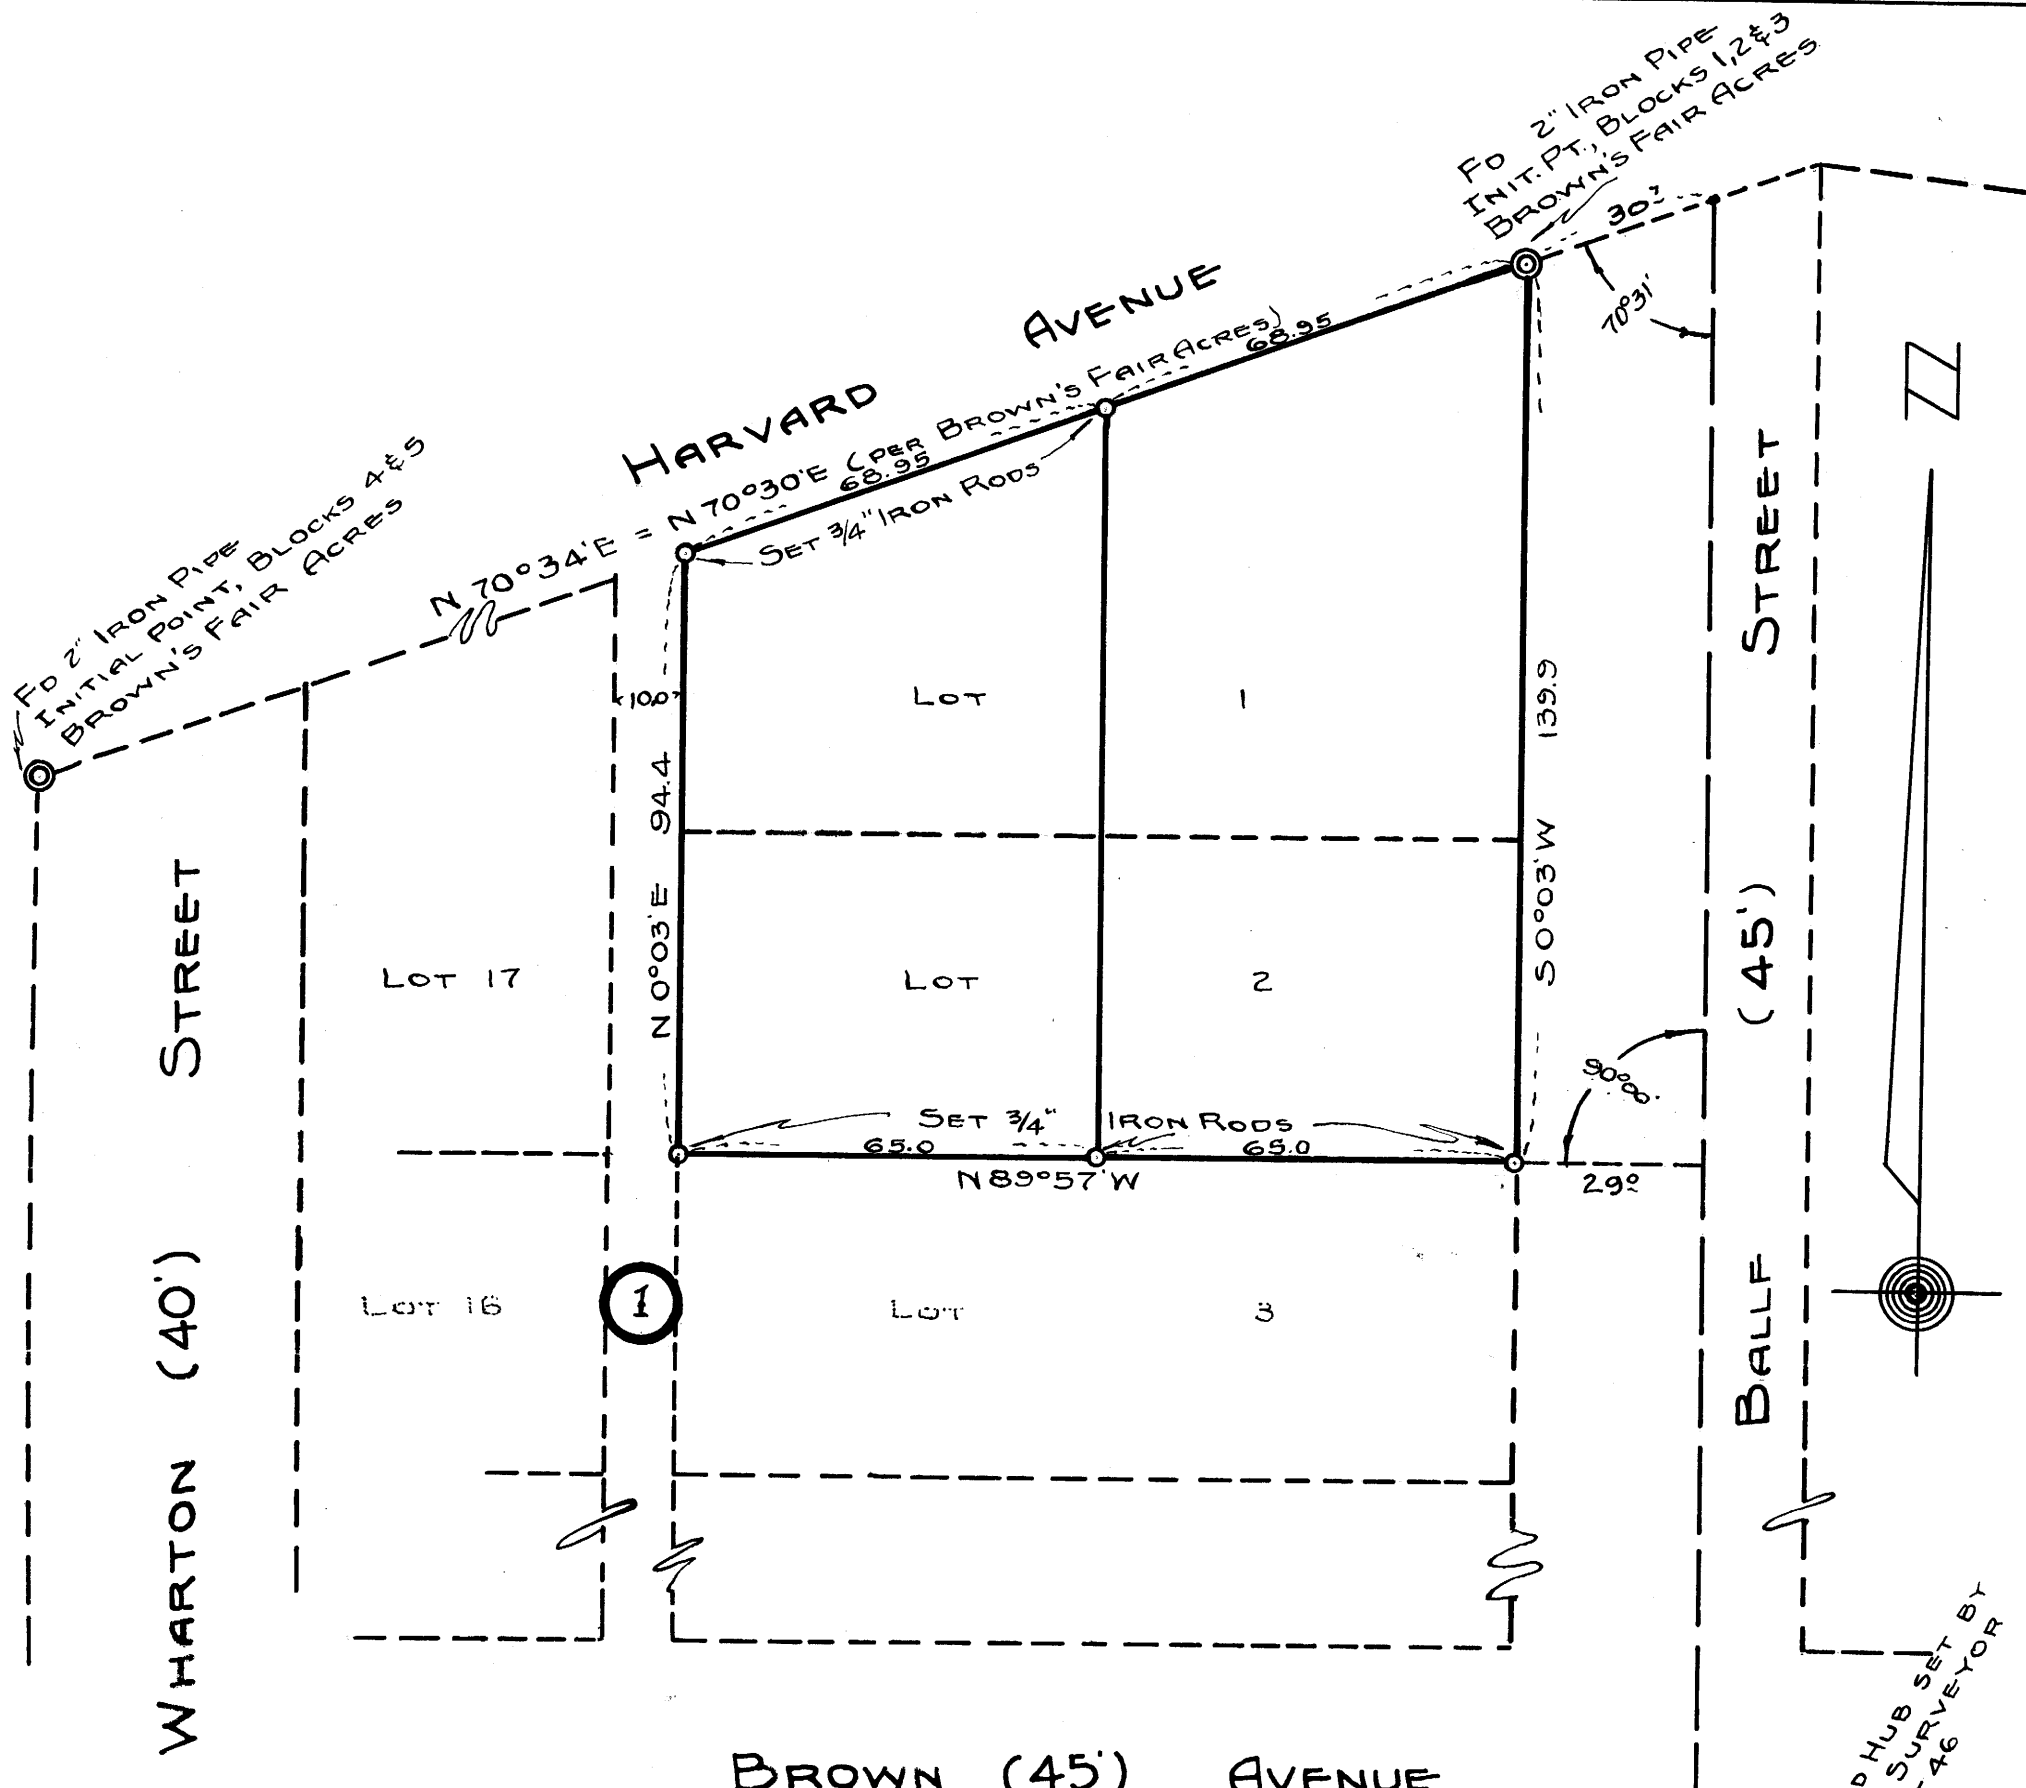 FD 2" IRON PIPE
INIT. PT., BLOCKS 1,2&3
BROWN'S FAIR ACRES
30'
70°31'
HARVARD AVENUE
N 70°34'E = N 70°30'E (PER BROWN'S FAIR ACRES)
68.95
68.95
SET 3/4" IRON RODS
FD 2" IRON PIPE
INITIAL POINT, BLOCKS 4&5
BROWN'S FAIR ACRES
10.0'
LOT 1
N 0°03'E 94.4
S 0°03'W 139.9
LOT 17
LOT 2
SET 3/4" IRON RODS
65.0
65.0
N 89°57'W
90°
29
LOT 16
1
LOT 3
WHARTON (40') STREET
BALF (45') STREET
N
BROWN (45') AVENUE
HUB SET BY
SURVEYOR
46